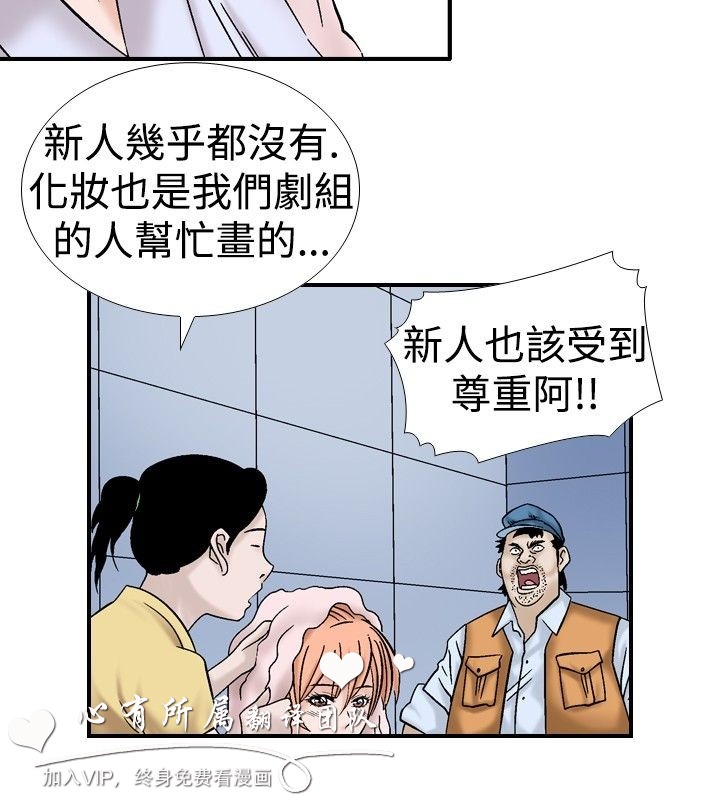 新人幾乎都沒有.
化妝也是我們劇組
的人幫忙畫的...
新人也該受到
尊重阿!!
心有所属翻译团队
加入VIP，终身免费看漫画